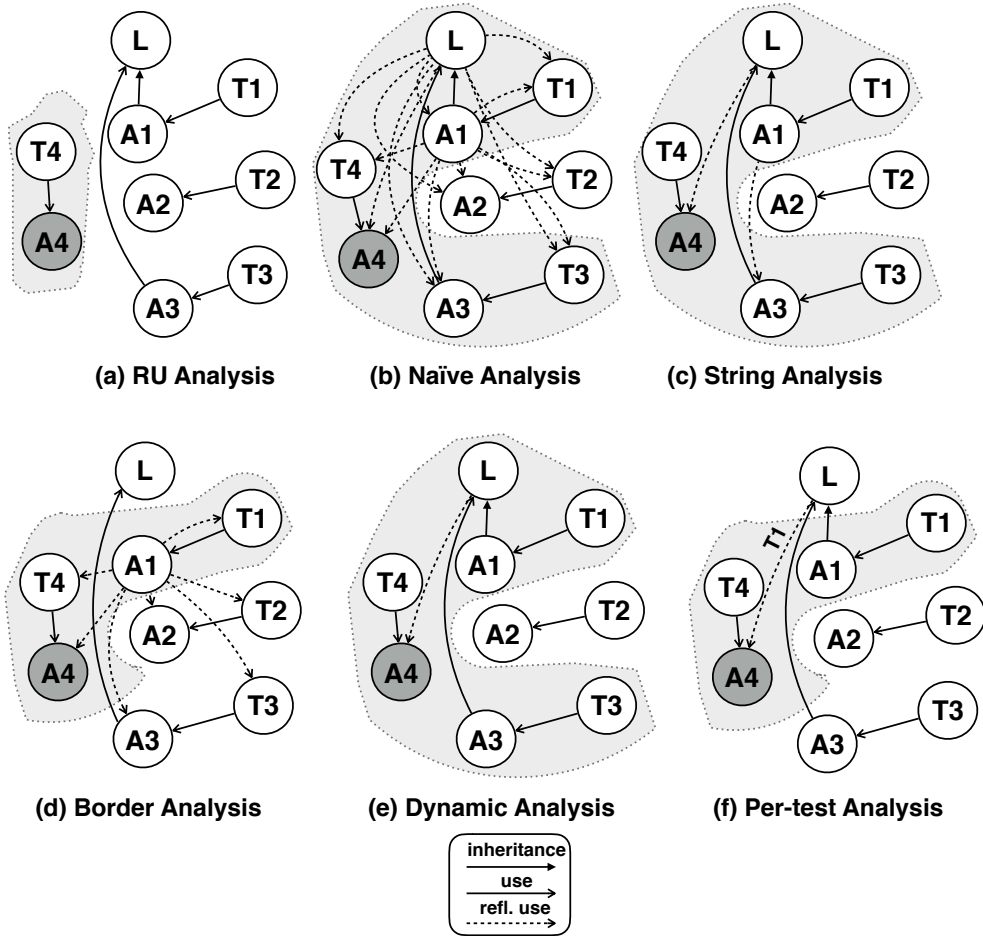 L
T1
A1
T4
A2
T2
A4
T3
A3
(a) RU Analysis
L
T1
A1
T4
T2
A2
A4
T3
A3
(b) Naïve Analysis
L
T1
A1
T4
T2
A2
A4
T3
A3
(c) String Analysis
L
T1
A1
T4
T2
A2
A4
T3
A3
(d) Border Analysis
L
T1
A1
T4
T2
A2
A4
T3
A3
(e) Dynamic Analysis
L
T1
T1
A1
T4
T2
A2
A4
T3
A3
(f) Per-test Analysis
inheritance
use
refl. use